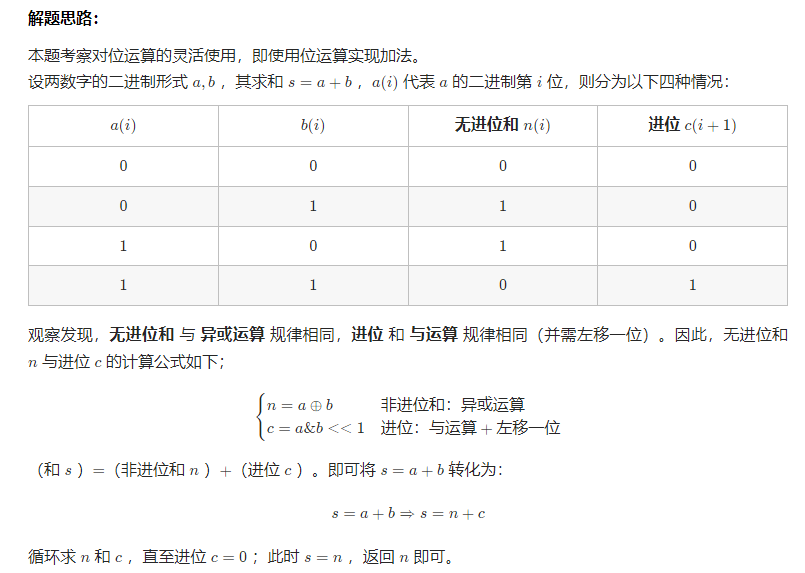 解题思路：
本题考察对位运算的灵活使用，即使用位运算实现加法。
设两数字的二进制形式 a, b ，其求和 s = a + b ，a(i) 代表 a 的二进制第 i 位，则分为以下四种情况：
a(i) b(i) 无进位和 n(i) 进位 c(i + 1)
0 0 0 0
0 1 1 0
1 0 1 0
1 1 0 1
观察发现，无进位和 与 异或运算 规律相同，进位 和 与运算 规律相同（并需左移一位）。因此，无进位和
n 与进位 c 的计算公式如下；
n = a ⊕ b 非进位和：异或运算
c = a&b << 1 进位：与运算 + 左移一位
（和 s ）=（非进位和 n ）+（进位 c ）。即可将 s = a + b 转化为：
s = a + b ⇒ s = n + c
循环求 n 和 c ，直至进位 c = 0 ；此时 s = n ，返回 n 即可。